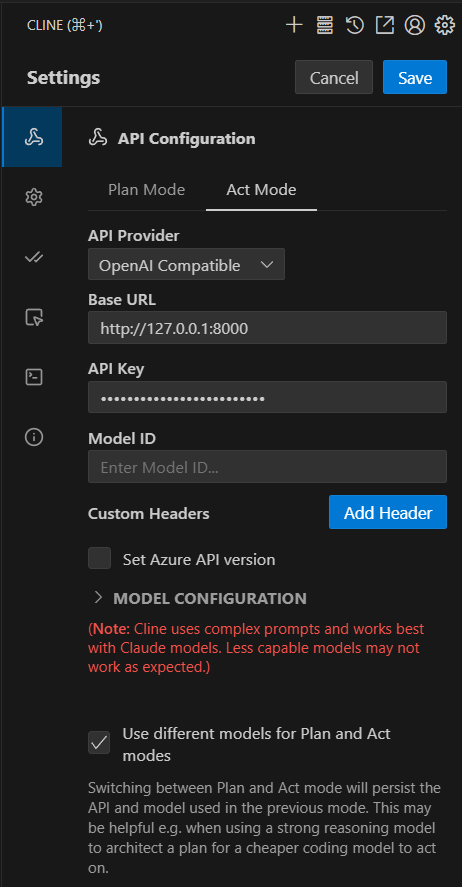 CLINE (⌘+')
Settings
Cancel
Save
API Configuration
Plan Mode
Act Mode
API Provider
OpenAI Compatible
Base URL
http://127.0.0.1:8000
API Key
•••••••••••••••••••••••••
Model ID
Enter Model ID...
Custom Headers
Add Header
Set Azure API version
MODEL CONFIGURATION
(Note: Cline uses complex prompts and works best
with Claude models. Less capable models may not
work as expected.)
Use different models for Plan and Act
modes
Switching between Plan and Act mode will persist the
API and model used in the previous mode. This may
be helpful e.g. when using a strong reasoning model
to architect a plan for a cheaper coding model to act
on.